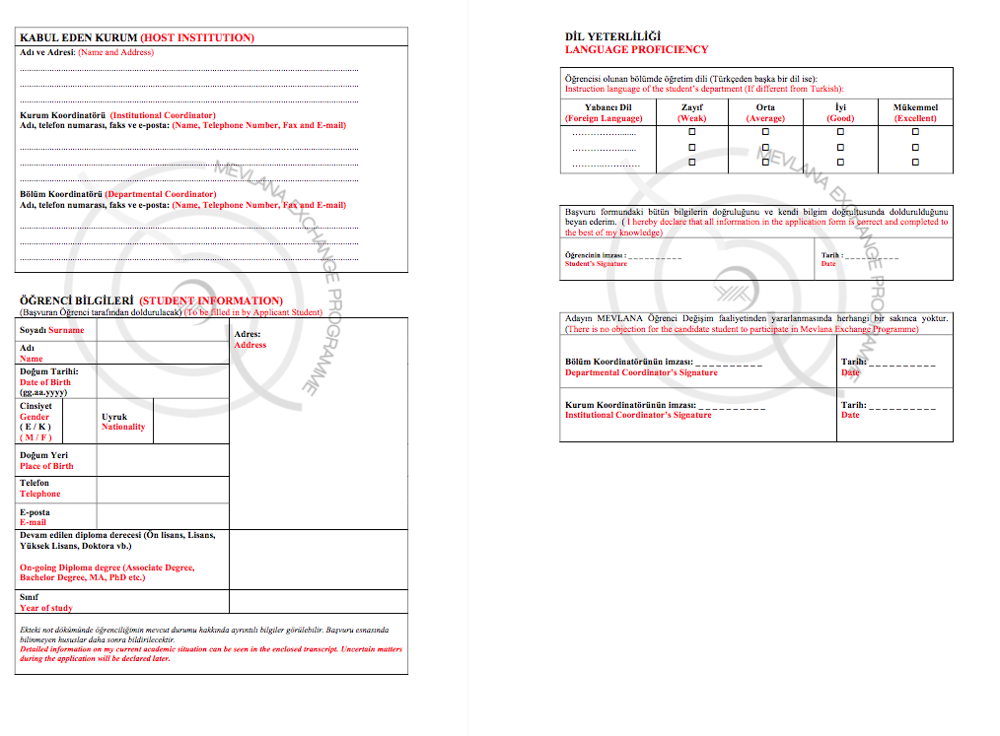 KABUL EDEN KURUM (HOST INSTITUTION)
Adı ve Adresi: (Name and Address)
Kurum Koordinatörü (Institutional Coordinator)
Adı, telefon numarası, faks ve e-posta: (Name, Telephone Number, Fax and E-mail)
Bölüm Koordinatörü (Departmental Coordinator)
Adı, telefon numarası, faks ve e-posta: (Name, Telephone Number, Fax and E-mail)
MEVLANA EXCHANGE PROGRAMME
ÖĞRENCİ BİLGİLERİ (STUDENT INFORMATION)
(Başvuran Öğrenci tarafından doldurulacak) (To be filled in by Applicant Student)
Soyadı Surname
Adres:
Address
Adı
Name
Doğum Tarihi:
Date of Birth
(gg.aa.yyyy)
Cinsiyet
Gender
( E / K )
( M / F )
Uyruk
Nationality
Doğum Yeri
Place of Birth
Telefon
Telephone
E-posta
E-mail
Devam edilen diploma derecesi (Ön lisans, Lisans,
Yüksek Lisans, Doktora vb.)
On-going Diploma degree (Associate Degree,
Bachelor Degree, MA, PhD etc.)
Sınıf
Year of study
Ekteki not dökümünde öğrenciliğimin mevcut durumu hakkında ayrıntılı bilgiler görülebilir. Başvuru esnasında
bilinmeyen hususlar daha sonra bildirilecektir.
Detailed information on my current academic situation can be seen in the enclosed transcript. Uncertain matters
during the application will be declared later.
DİL YETERLİLİĞİ
LANGUAGE PROFICIENCY
Öğrencisi olunan bölümde öğretim dili (Türkçeden başka bir dil ise):
Instruction language of the student's department (If different from Turkish):
Yabancı Dil Zayıf Orta İyi Mükemmel
(Foreign Language) (Weak) (Average) (Good) (Excellent)
MEVLANA EXCHANGE PROGRAMME
Başvuru formundaki bütün bilgilerin doğruluğunu ve kendi bilgim doğrultusunda doldurulduğunu
beyan ederim. ( I hereby declare that all information in the application form is correct and completed to
the best of my knowledge)
Öğrencinin imzası : _ _ _ _ _ _ _ _ _ Tarih : _ _ _ _ _ _ _ _ _
Student's Signature Date
Adayın MEVLANA Öğrenci Değişim faaliyetinden yararlanmasında herhangi bir sakınca yoktur.
(There is no objection for the candidate student to participate in Mevlana Exchange Programme)
Bölüm Koordinatörünün imzası: _ _ _ _ _ _ _ _ _ _ Tarih: _ _ _ _ _ _ _ _ _ _
Departmental Coordinator's Signature Date
Kurum Koordinatörünün imzası: _ _ _ _ _ _ _ _ _ _ Tarih: _ _ _ _ _ _ _ _ _ _
Institutional Coordinator's Signature Date